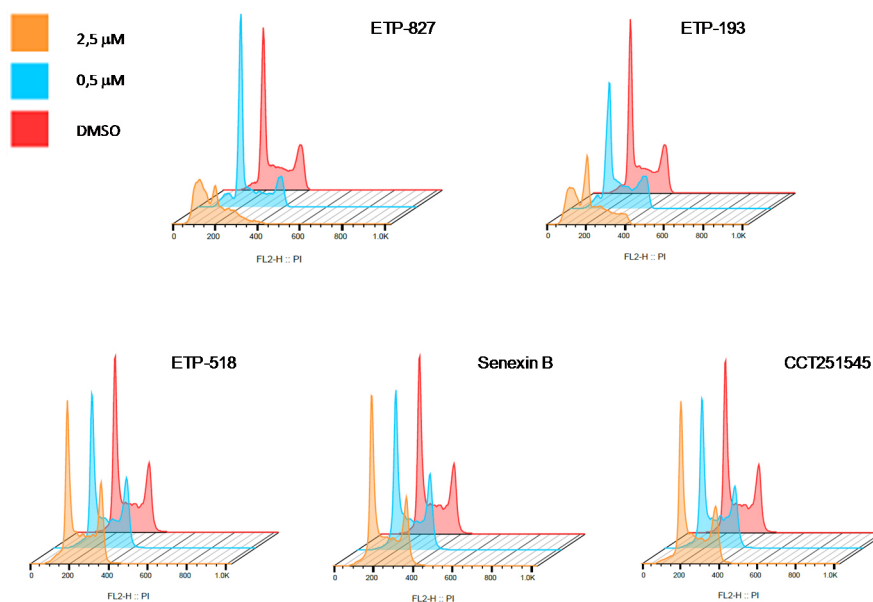 2,5 µM
0,5 µM
DMSO
ETP-827
0 200 400 600 800 1.0K
FL2-H :: PI
ETP-193
0 200 400 600 800 1.0K
FL2-H :: PI
ETP-518
0 200 400 600 800 1.0K
FL2-H :: PI
Senexin B
0 200 400 600 800 1.0K
FL2-H :: PI
CCT251545
0 200 400 600 800 1.0K
FL2-H :: PI